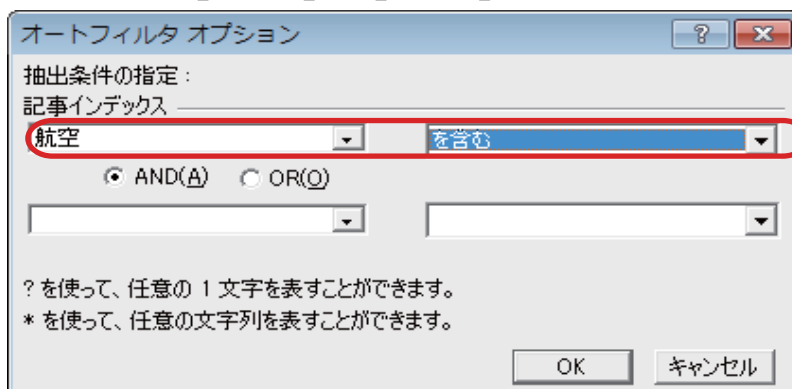 オートフィルタ オプション
抽出条件の指定:
記事インデックス
航空 を含む
AND(A) OR(O)
? を使って、任意の 1 文字を表すことができます。
* を使って、任意の文字列を表すことができます。
OK キャンセル